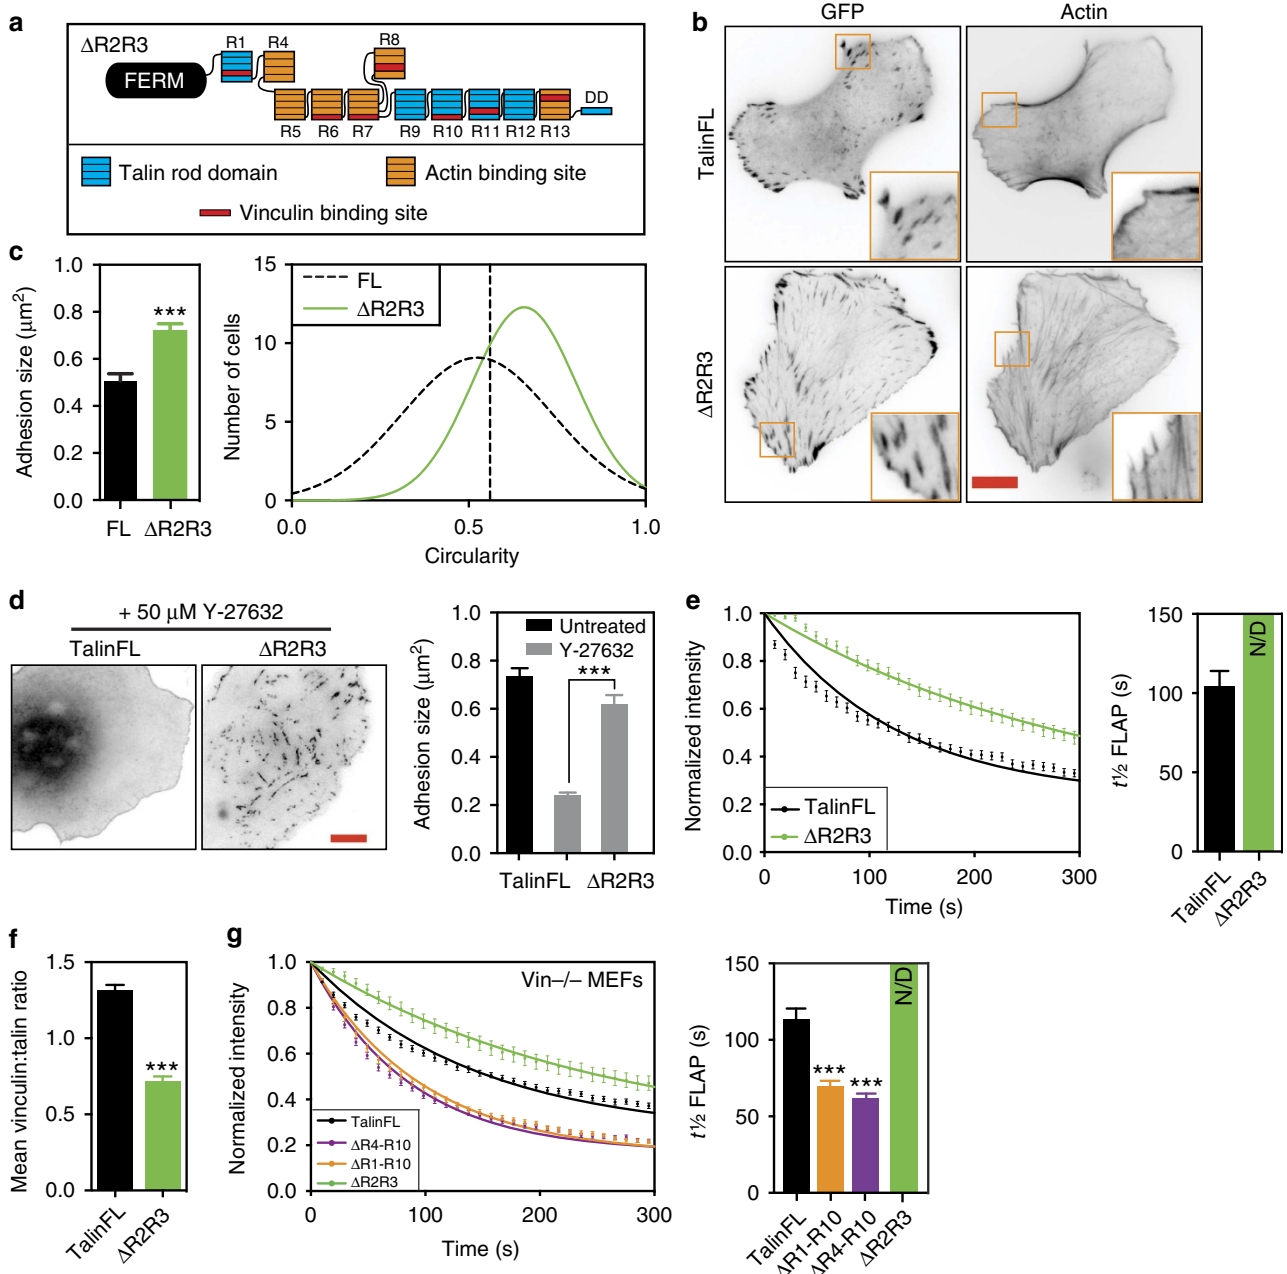 a
ΔR2R3
FERM
R1
R4
R8
R5
R6
R7
R9
R10
R11
R12
R13
DD
Talin rod domain
Actin binding site
Vinculin binding site
b
GFP
Actin
TalinFL
ΔR2R3
c
Adhesion size (μm²)
1.0
0.8
0.6
0.4
0.2
0.0
***
FL
ΔR2R3
Number of cells
15
10
5
0
FL
ΔR2R3
0.0
0.5
1.0
Circularity
d
+ 50 μM Y-27632
TalinFL
ΔR2R3
Adhesion size (μm²)
1.0
0.8
0.6
0.4
0.2
0.0
Untreated
Y-27632
***
TalinFL
ΔR2R3
e
Normalized intensity
1.0
0.8
0.6
0.4
0.2
0.0
TalinFL
ΔR2R3
0
100
200
300
Time (s)
t½ FLAP (s)
150
100
50
0
N/D
TalinFL
ΔR2R3
f
Mean vinculin:talin ratio
1.5
1.0
0.5
0.0
***
TalinFL
ΔR2R3
g
Normalized intensity
1.0
0.8
0.6
0.4
0.2
0.0
Vin–/– MEFs
TalinFL
ΔR4-R10
ΔR1-R10
ΔR2R3
0
100
200
300
Time (s)
t½ FLAP (s)
150
100
50
0
***
***
N/D
TalinFL
ΔR1-R10
ΔR4-R10
ΔR2R3